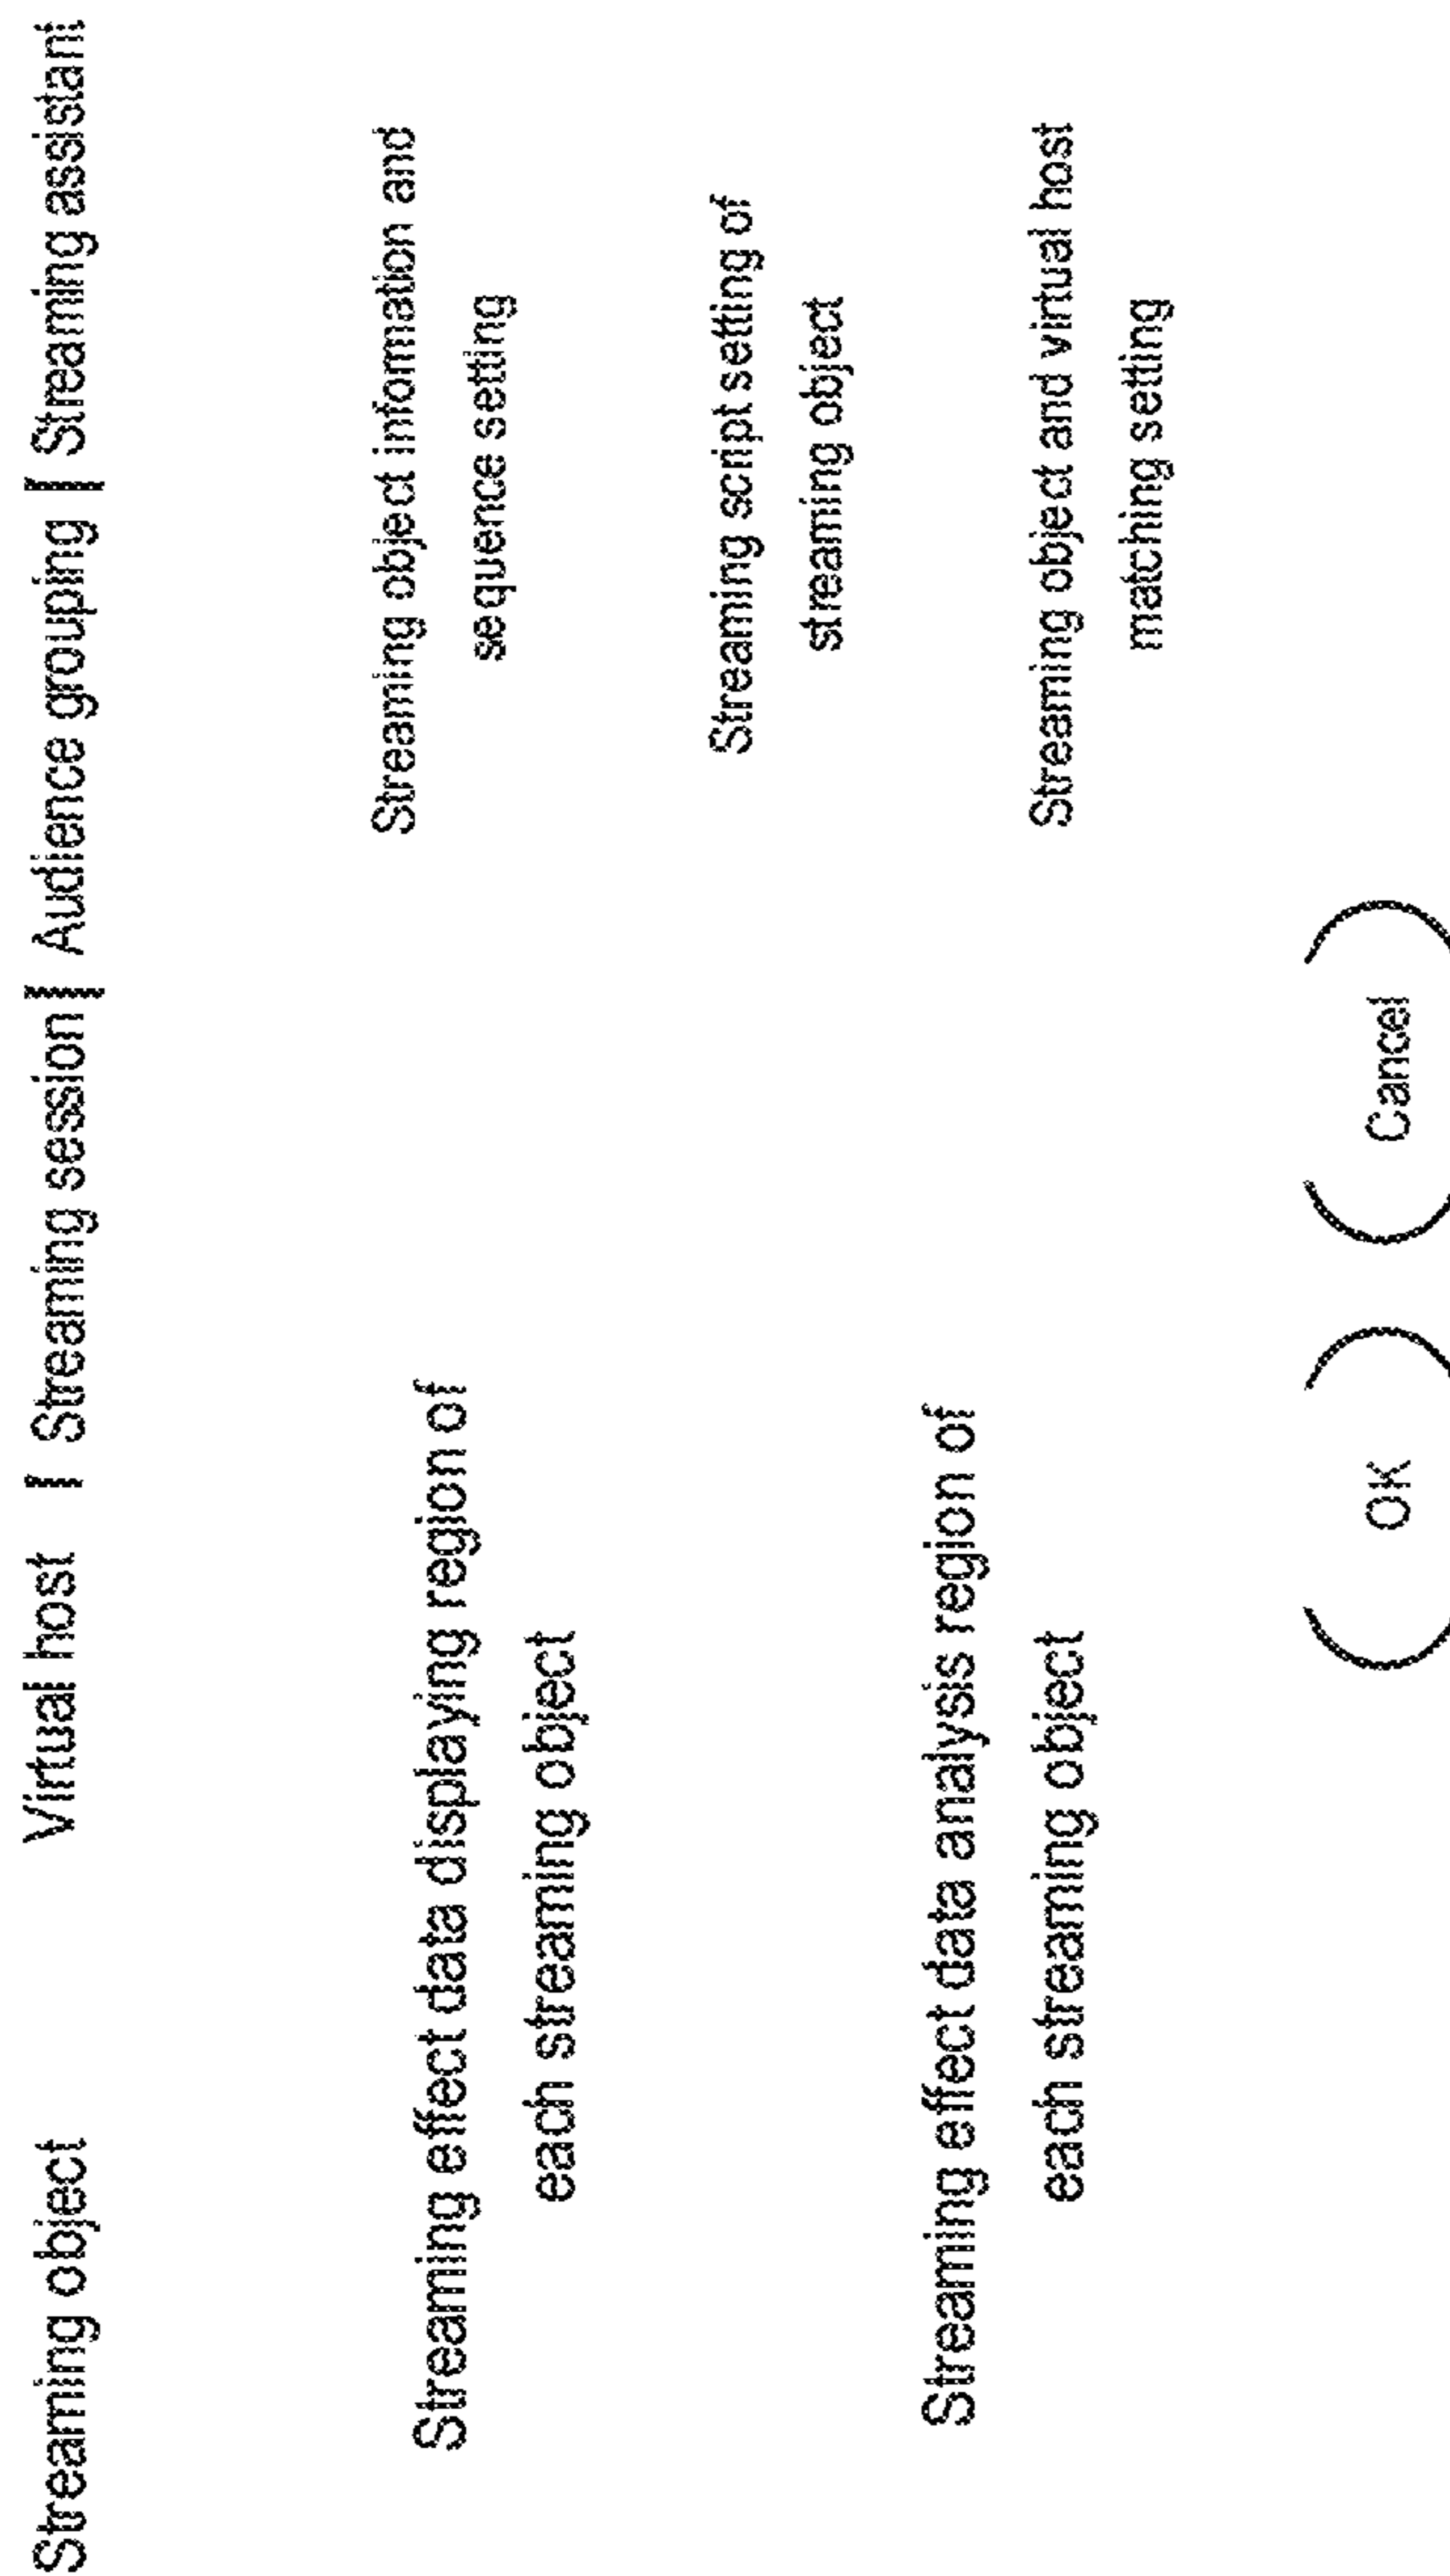 Streaming object Virtual host | Streaming session | Audience grouping | Streaming assistant
Streaming effect data displaying region of
each streaming object
Streaming effect data analysis region of
each streaming object
Streaming object information and
sequence setting
Streaming script setting of
streaming object
Streaming object and virtual host
matching setting
OK
Cancel